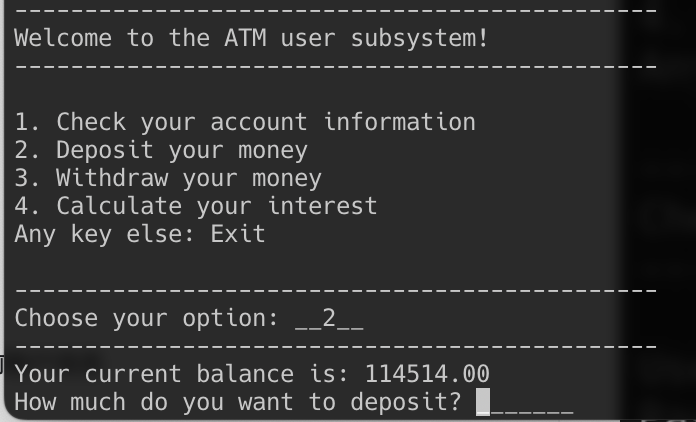 ----------------------------------------------
Welcome to the ATM user subsystem!
----------------------------------------------
1. Check your account information
2. Deposit your money
3. Withdraw your money
4. Calculate your interest
Any key else: Exit
----------------------------------------------
Choose your option: __2__
----------------------------------------------
Your current balance is: 114514.00
How much do you want to deposit? _______